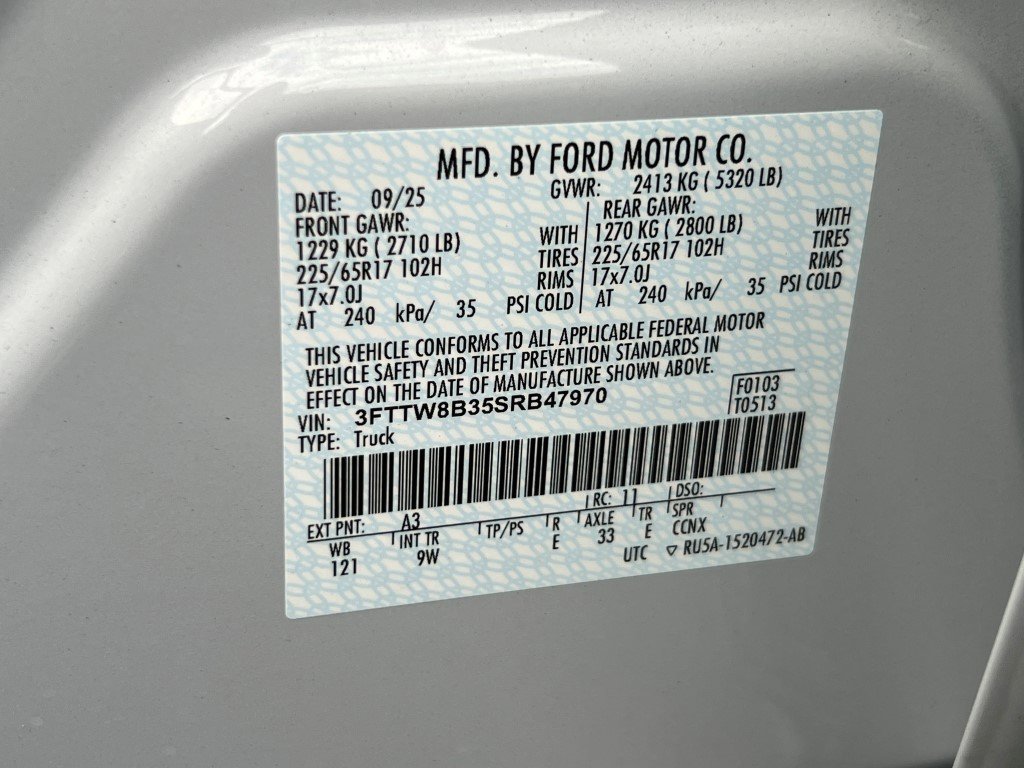 MFD. BY FORD MOTOR CO.
DATE: 09/25 GVWR: 2413 KG ( 5320 LB)
FRONT GAWR: REAR GAWR:
1229 KG ( 2710 LB) WITH 1270 KG ( 2800 LB) WITH
225/65R17 102H TIRES 225/65R17 102H TIRES
17x7.0J RIMS 17x7.0J RIMS
AT 240 kPa/ 35 PSI COLD AT 240 kPa/ 35 PSI COLD
THIS VEHICLE CONFORMS TO ALL APPLICABLE FEDERAL MOTOR
VEHICLE SAFETY AND THEFT PREVENTION STANDARDS IN
EFFECT ON THE DATE OF MANUFACTURE SHOWN ABOVE.
VIN: 3FTTW8B35SRB47970 F0103
TYPE: Truck T0513
EXT PNT: A3 RC: 11 DSO:
WB INT TR TP/PS R AXLE TR SPR
121 9W E 33 E CCNX
UTC ▽ RU5A-1520472-AB